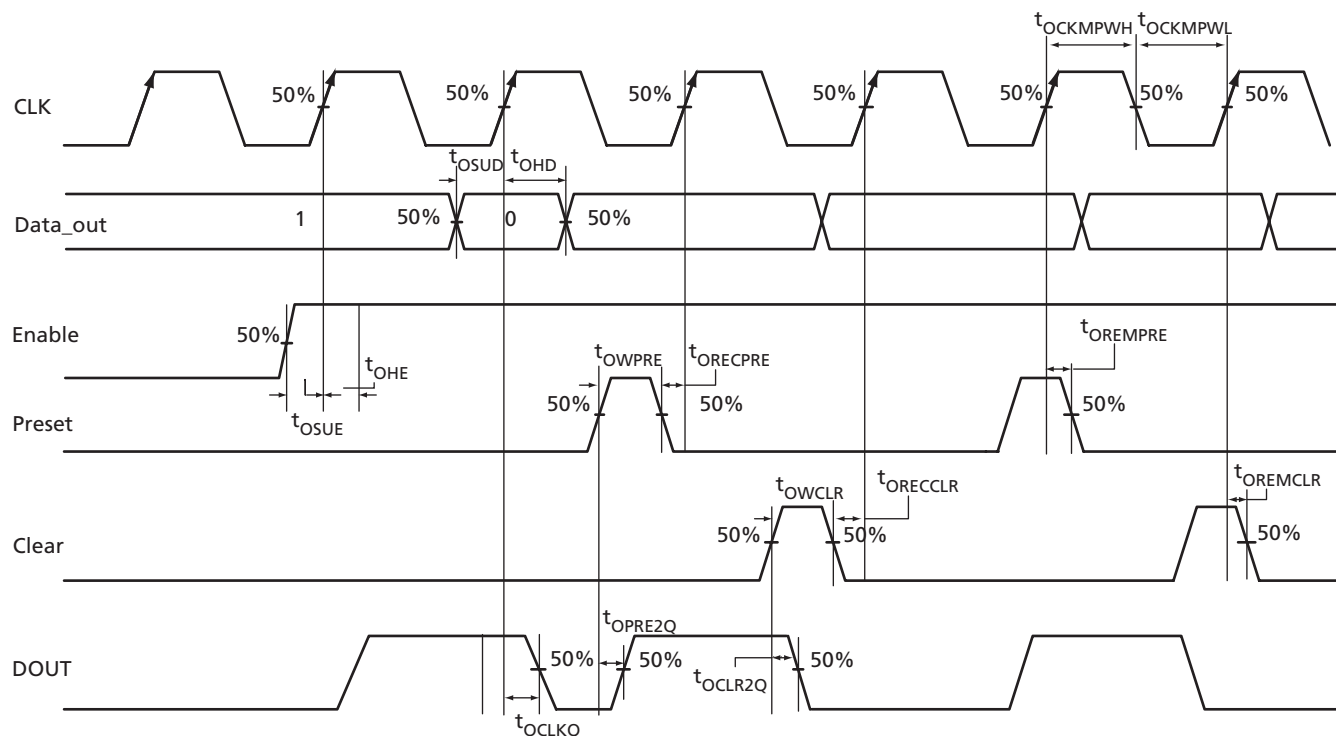 tOCKMPWH tOCKMPWL
CLK 50% 50% 50% 50% 50% 50% 50%
tOSUD tOHD
Data_out 1 50% 0 50%
Enable 50%
tOREMPRE
tOHE tOWPRE tORECPRE
Preset 50% 50% 50%
tOSUE
tOWCLR tORECCLR tOREMCLR
Clear 50% 50% 50%
tOPRE2Q
DOUT 50% 50% 50%
tOCLR2Q
tOCLKQ